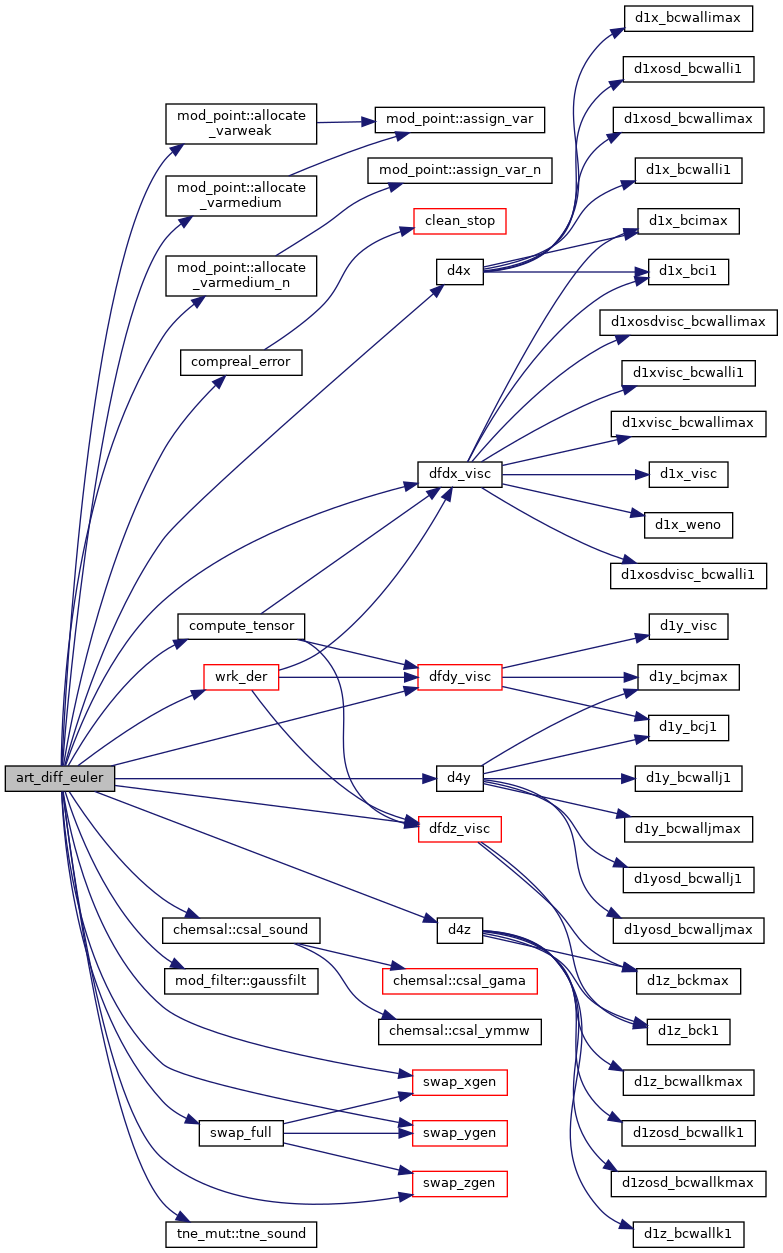 d1x_bcwallimax
d1xosd_bcwalli1
mod_point::allocate
_varweak
mod_point::assign_var
d1xosd_bcwallimax
mod_point::assign_var_n
d1x_bcwalli1
mod_point::allocate
_varmedium
clean_stop
d1x_bcimax
mod_point::allocate
_varmedium_n
d4x
d1x_bci1
d1xosdvisc_bcwallimax
compreal_error
d1xvisc_bcwalli1
d1xvisc_bcwallimax
dfdx_visc
d1x_visc
d1x_weno
d1xosdvisc_bcwalli1
compute_tensor
d1y_visc
wrk_der
dfdy_visc
d1y_bcjmax
d1y_bcj1
art_diff_euler
d4y
d1y_bcwallj1
dfdz_visc
d1y_bcwalljmax
d1yosd_bcwallj1
chemsal::csal_sound
d4z
d1yosd_bcwalljmax
mod_filter::gaussfilt
chemsal::csal_gama
d1z_bckmax
chemsal::csal_ymmw
d1z_bck1
swap_xgen
d1z_bcwallkmax
swap_full
swap_ygen
d1zosd_bcwallk1
swap_zgen
d1zosd_bcwallkmax
tne_mut::tne_sound
d1z_bcwallk1